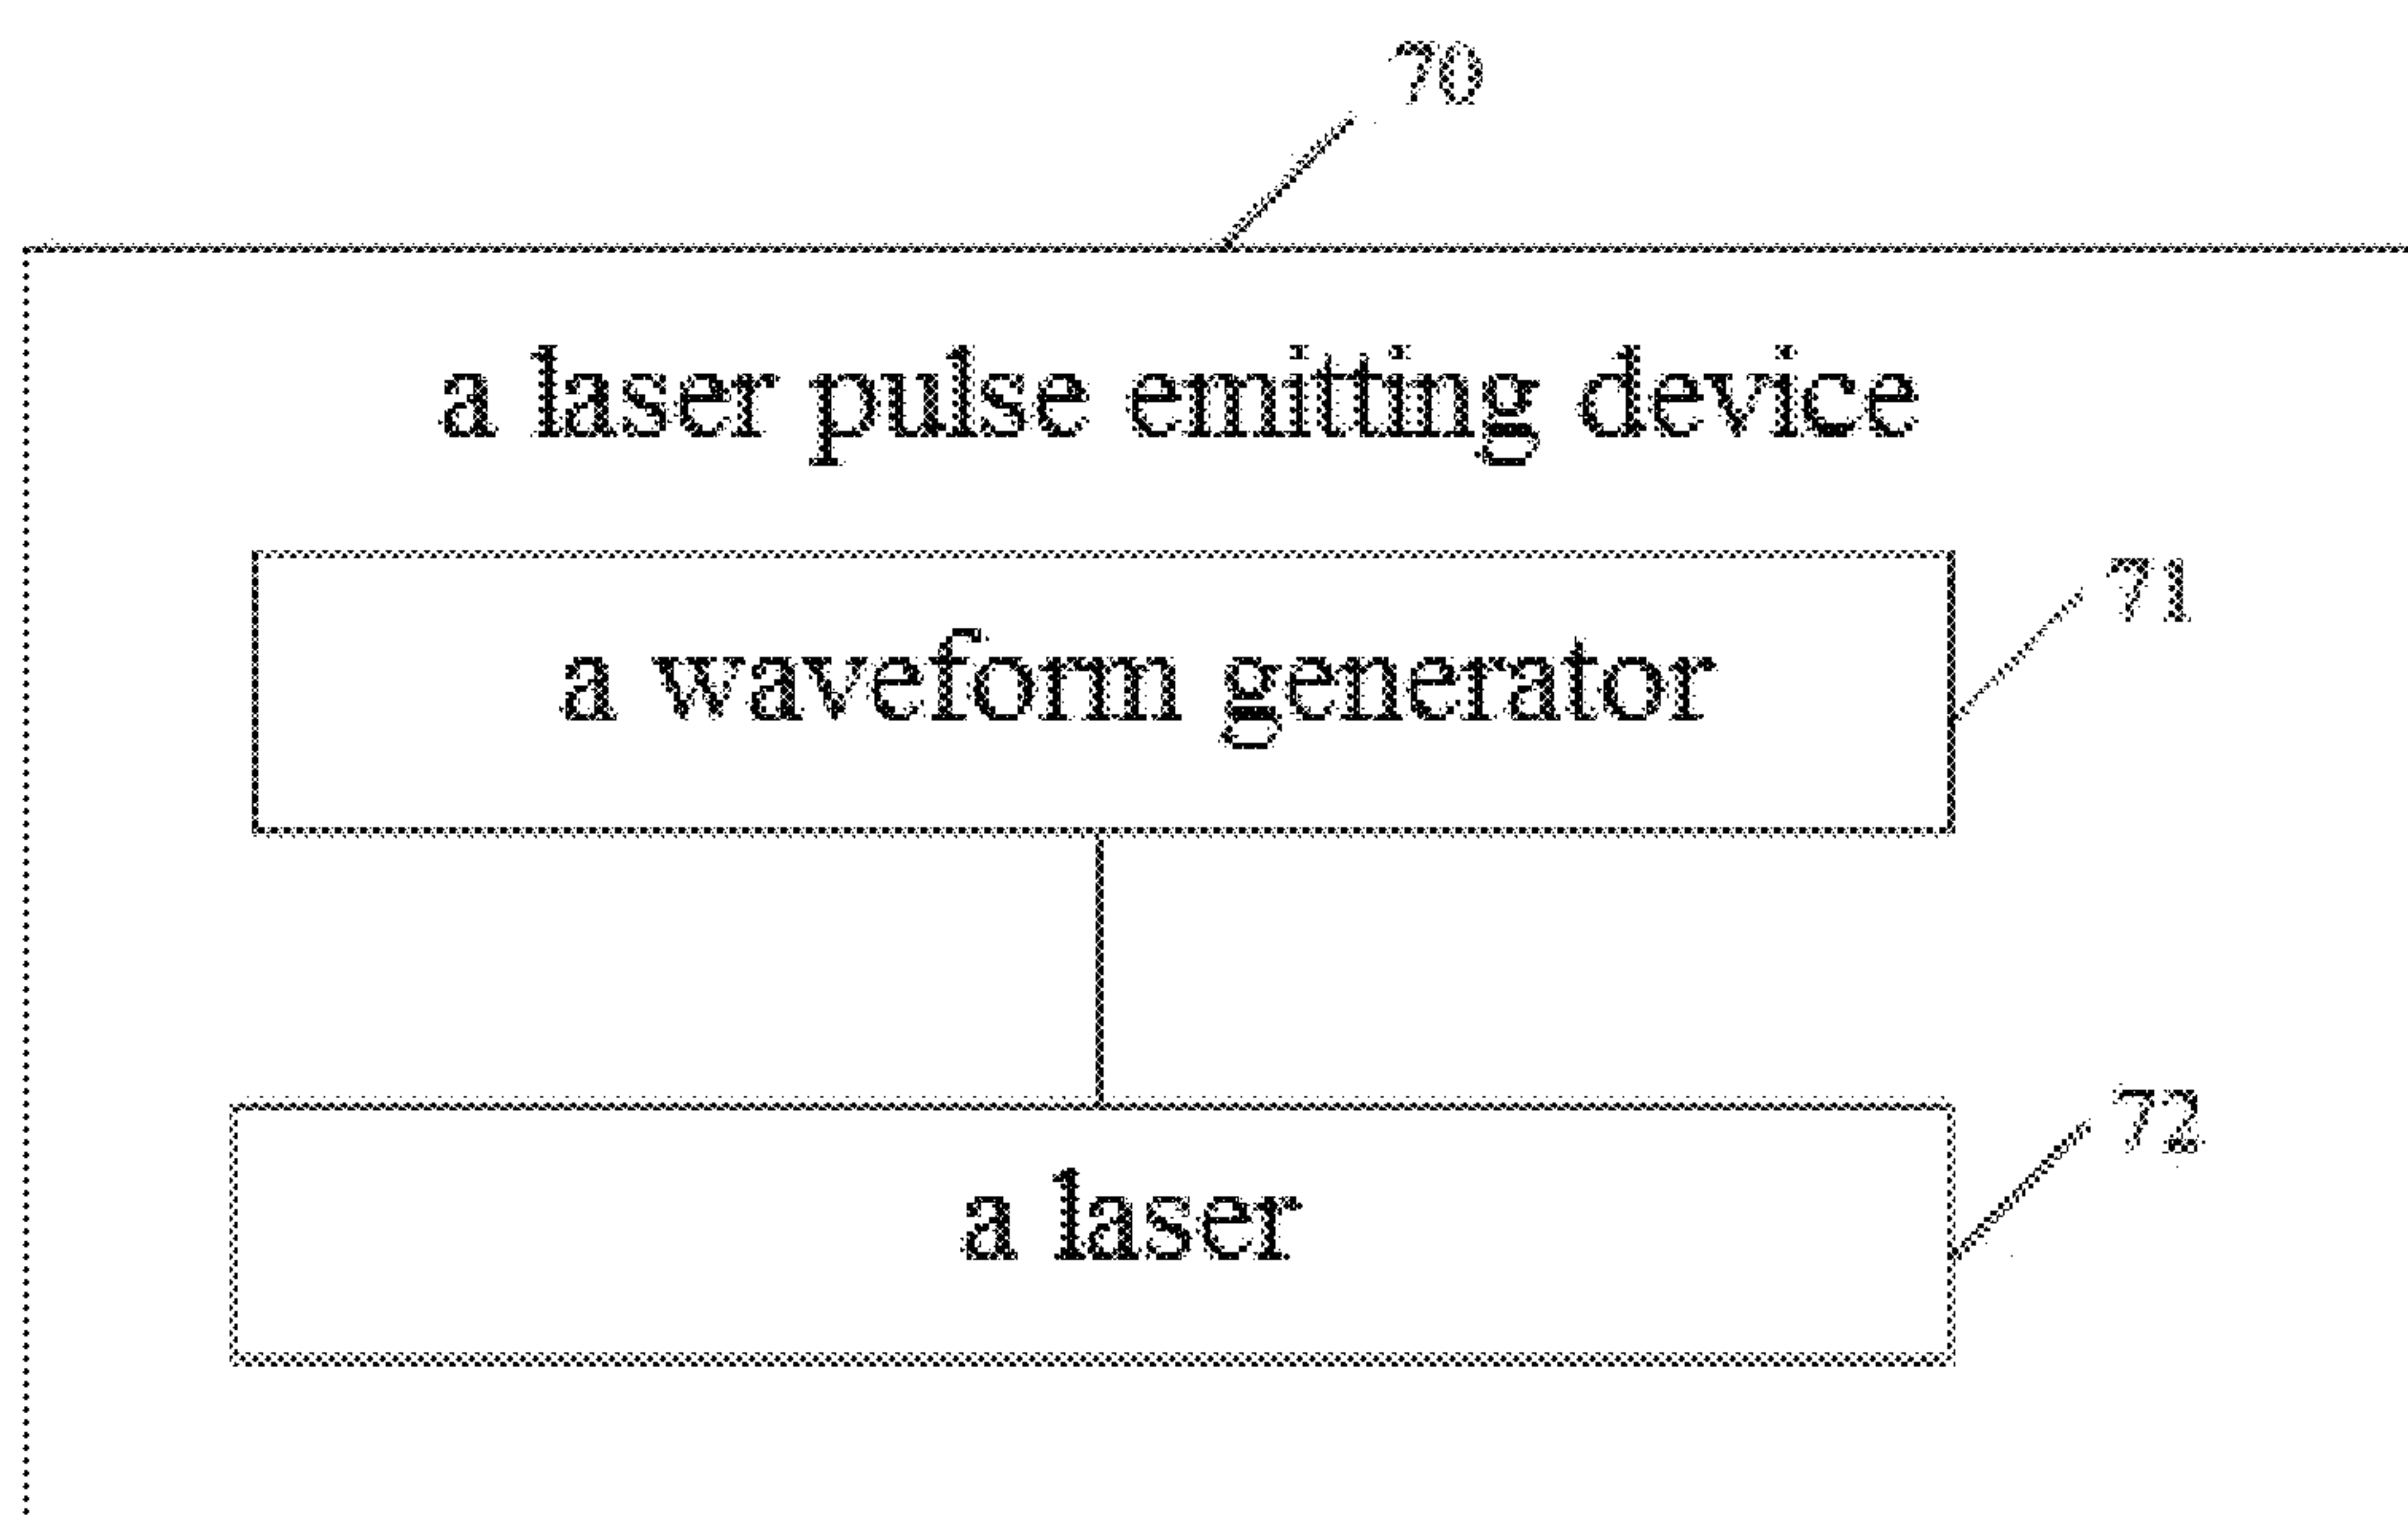 70
a laser pulse emitting device
71
a waveform generator
72
a laser